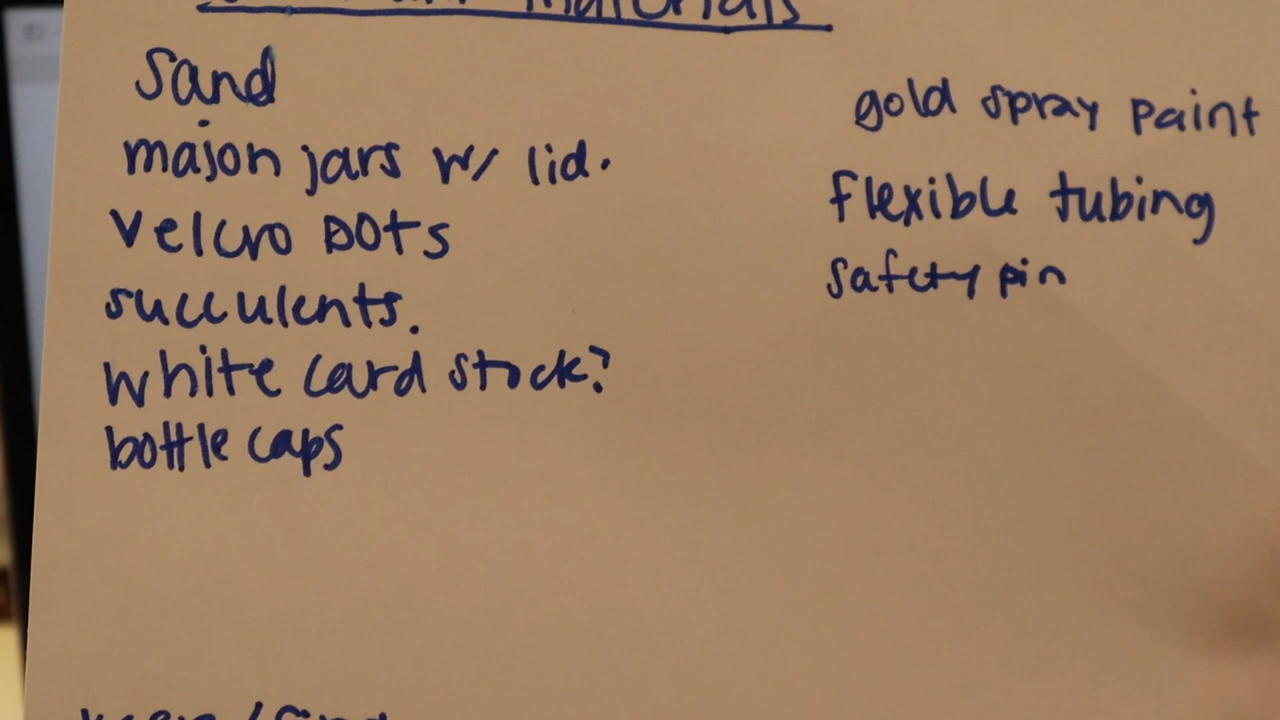 materials
sand
majon jars w/ lid.
velcro DOTS
succulents.
white card stock?
bottle caps
gold spray paint
flexible tubing
safety pin